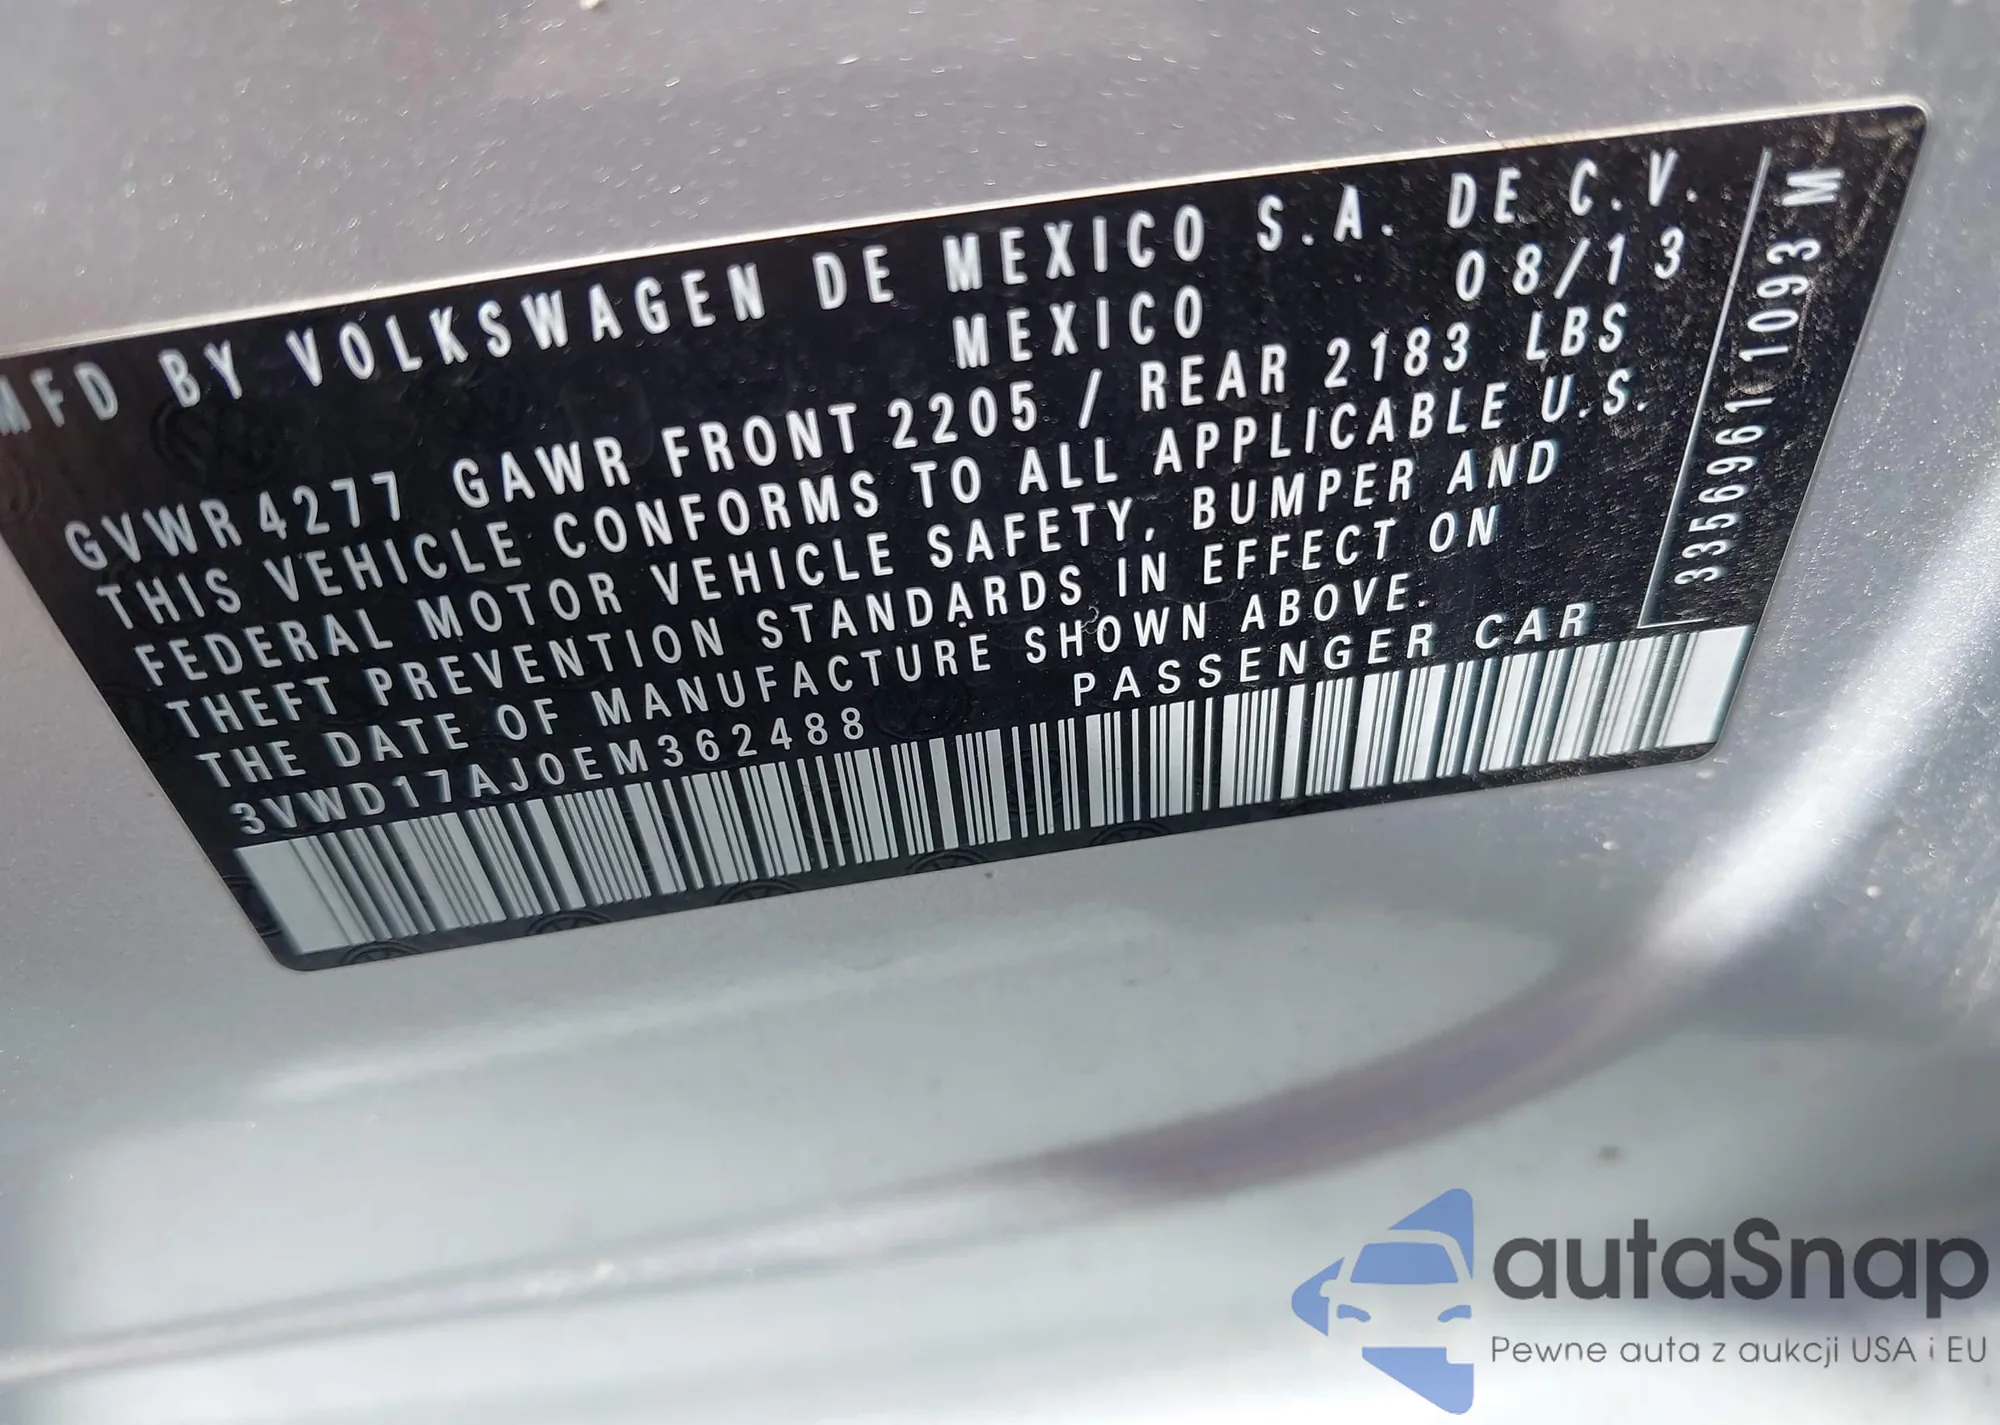 MFD BY VOLKSWAGEN DE MEXICO S.A. DE C.V.
MEXICO 08/13
GVWR 4277 GAWR FRONT 2205 / REAR 2183 LBS
THIS VEHICLE CONFORMS TO ALL APPLICABLE U.S.
FEDERAL MOTOR VEHICLE SAFETY, BUMPER AND
THEFT PREVENTION STANDARDS IN EFFECT ON
THE DATE OF MANUFACTURE SHOWN ABOVE.
3VWD17AJ0EM362488 PASSENGER CAR
33569611093 M
autaSnap
Pewne auta z aukcji USA i EU